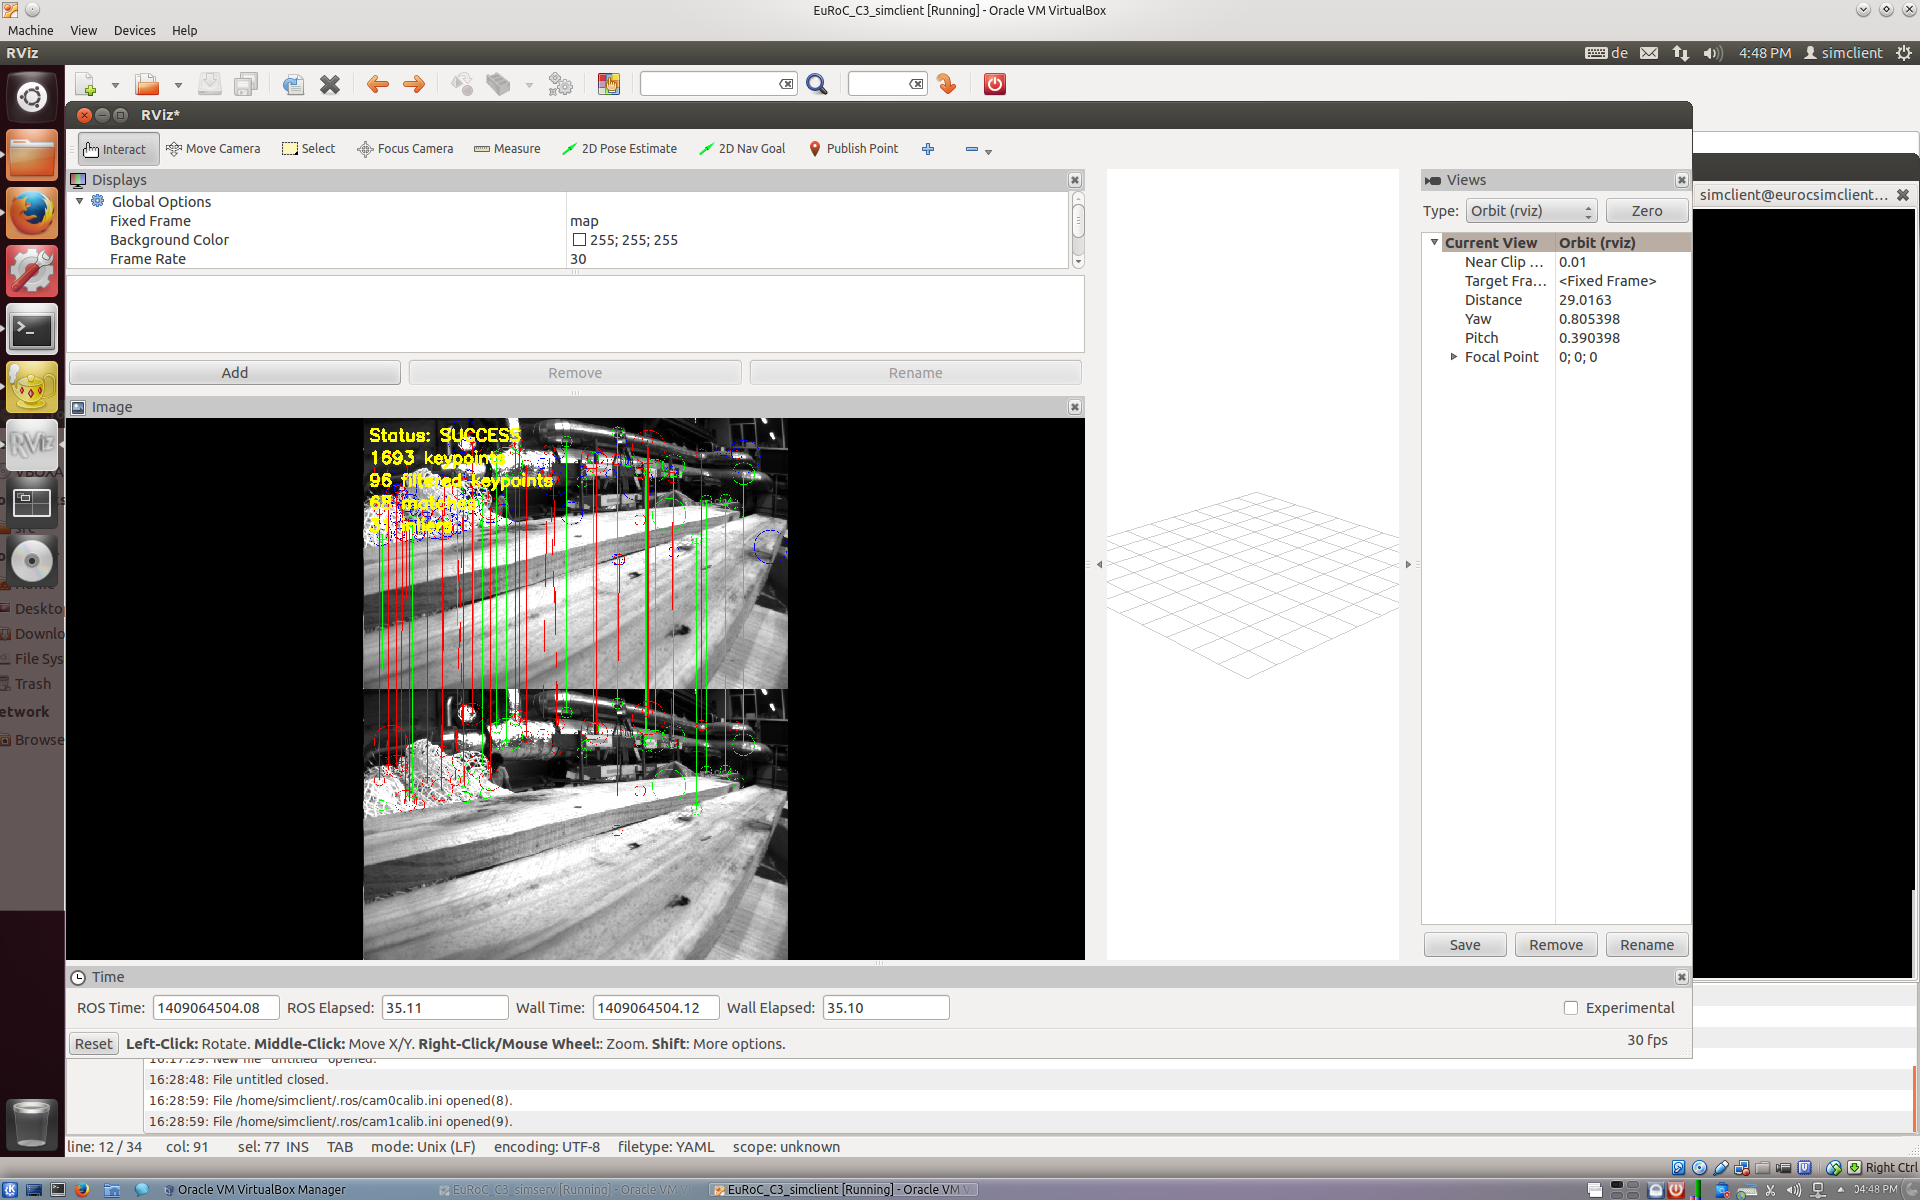 EuRoC_C3_simclient [Running] - Oracle VM VirtualBox
Machine View Devices Help
RViz
de 4:48 PM simclient
RViz*
Interact Move Camera Select Focus Camera Measure 2D Pose Estimate 2D Nav Goal Publish Point
Displays
Global Options
Fixed Frame map
Background Color 255; 255; 255
Frame Rate 30
Add Remove Rename
Image
Status: SUCCESS
1693 keypoints
96 filtered keypoints
matches
inliers
Views
Type: Orbit (rviz) Zero
Current View Orbit (rviz)
Near Clip ... 0.01
Target Fra... <Fixed Frame>
Distance 29.0163
Yaw 0.805398
Pitch 0.390398
Focal Point 0; 0; 0
Save Remove Rename
simclient@eurocsimclient...
Deskto
Downlo
File Sys
Trash
etwork
Browse
Time
ROS Time: 1409064504.08 ROS Elapsed: 35.11 Wall Time: 1409064504.12 Wall Elapsed: 35.10 Experimental
Reset Left-Click: Rotate. Middle-Click: Move X/Y. Right-Click/Mouse Wheel:: Zoom. Shift: More options. 30 fps
16:17:29: New file "untitled" opened.
16:28:48: File untitled closed.
16:28:59: File /home/simclient/.ros/cam0calib.ini opened(8).
16:28:59: File /home/simclient/.ros/cam1calib.ini opened(9).
line: 12 / 34 col: 91 sel: 77 INS TAB mode: Unix (LF) encoding: UTF-8 filetype: YAML scope: unknown
Right Ctrl
Oracle VM VirtualBox Manager EuRoC_C3_simserv [Running] - Oracle VM EuRoC_C3_simclient [Running] - Oracle VM V 04:48 PM